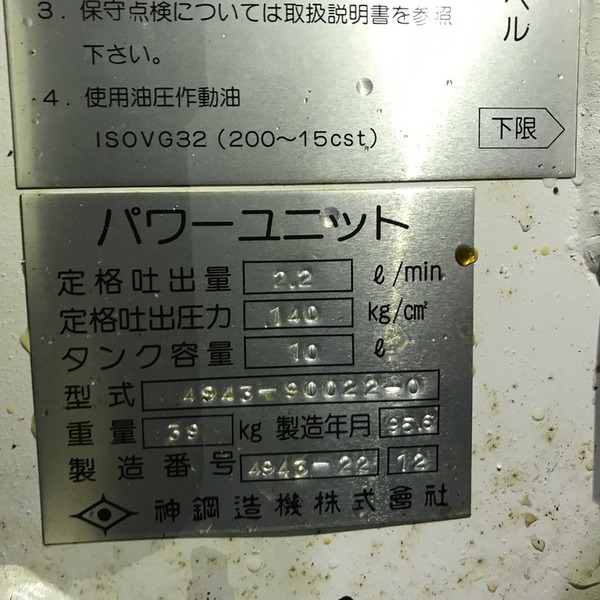 3. 保守点検については取扱説明書を参照
下さい。
4. 使用油圧作動油
ISOVG32 (200～15cst)
ベル
下限
パワーユニット
定格吐出量 2.2 ℓ/min
定格吐出圧力 140 kg/cm²
タンク容量 10 ℓ
型式 4943-90022-0
重量 39 kg 製造年月 95.6
製造番号 4943-22 12
神鋼造機株式會社